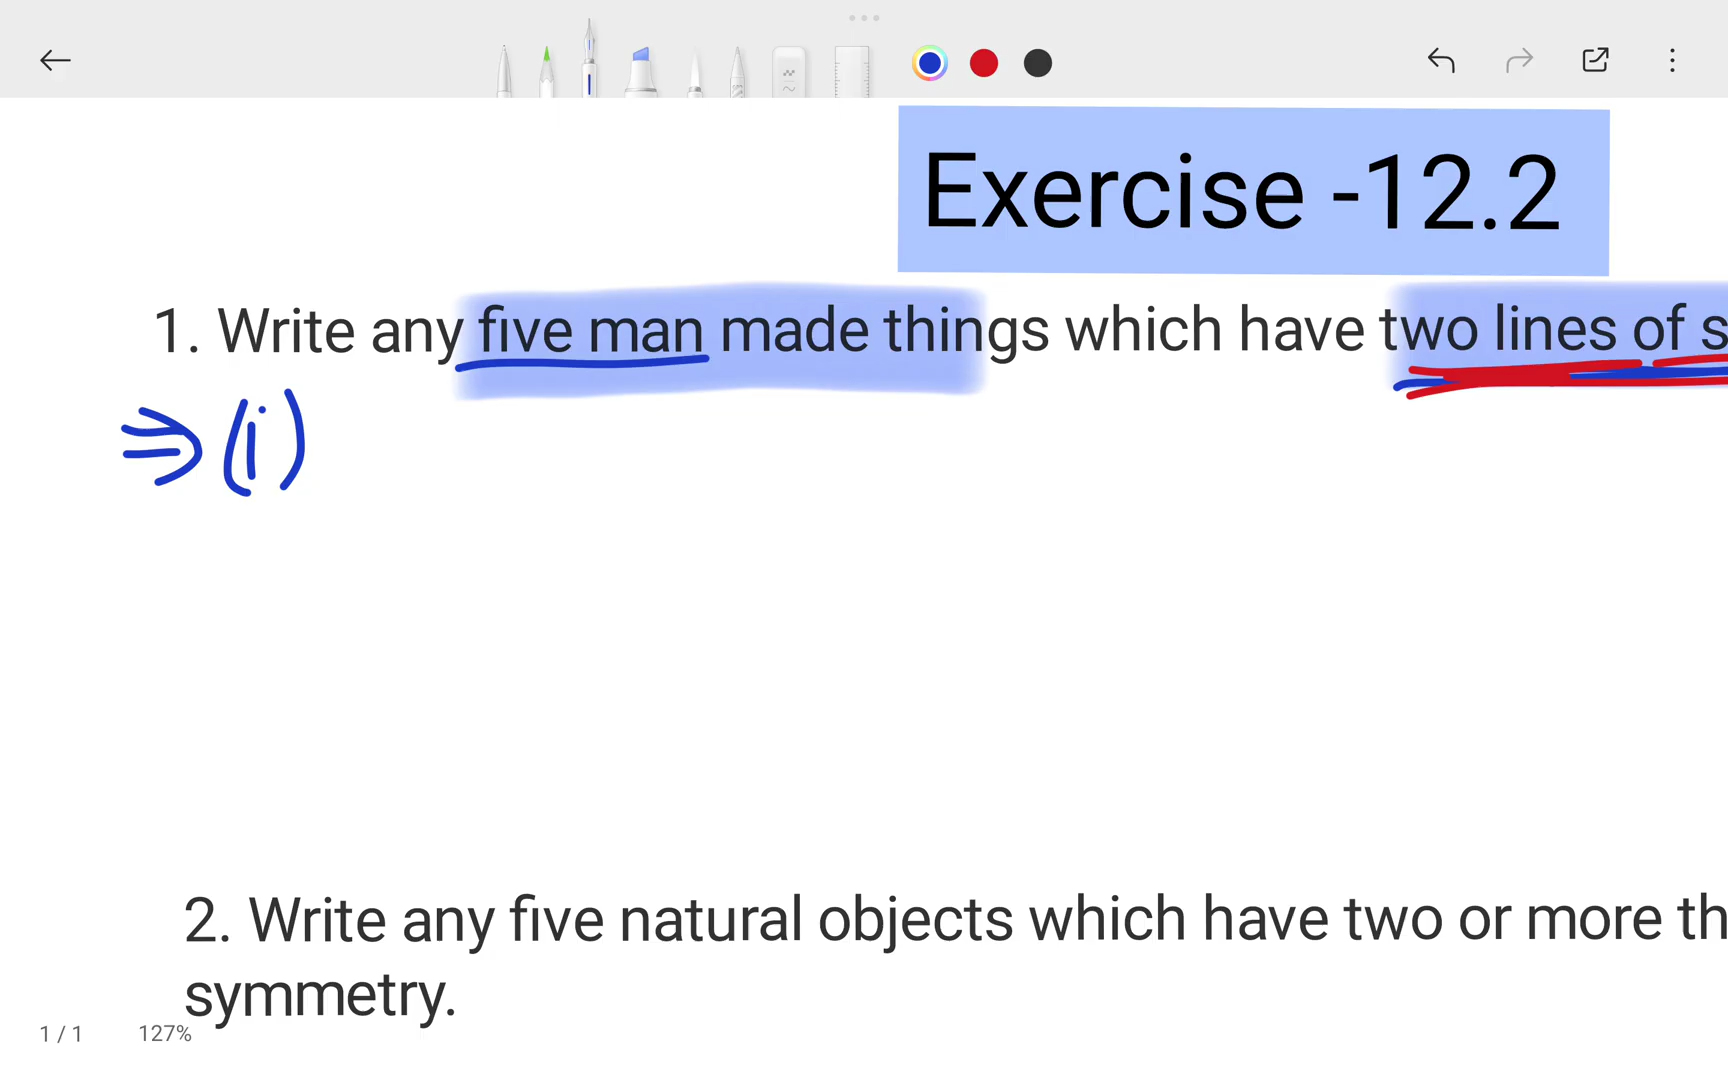 Exercise -12.2
1. Write any five man made things which have two lines of s
⇒ (i)
2. Write any five natural objects which have two or more th
symmetry.
1 / 1 127%